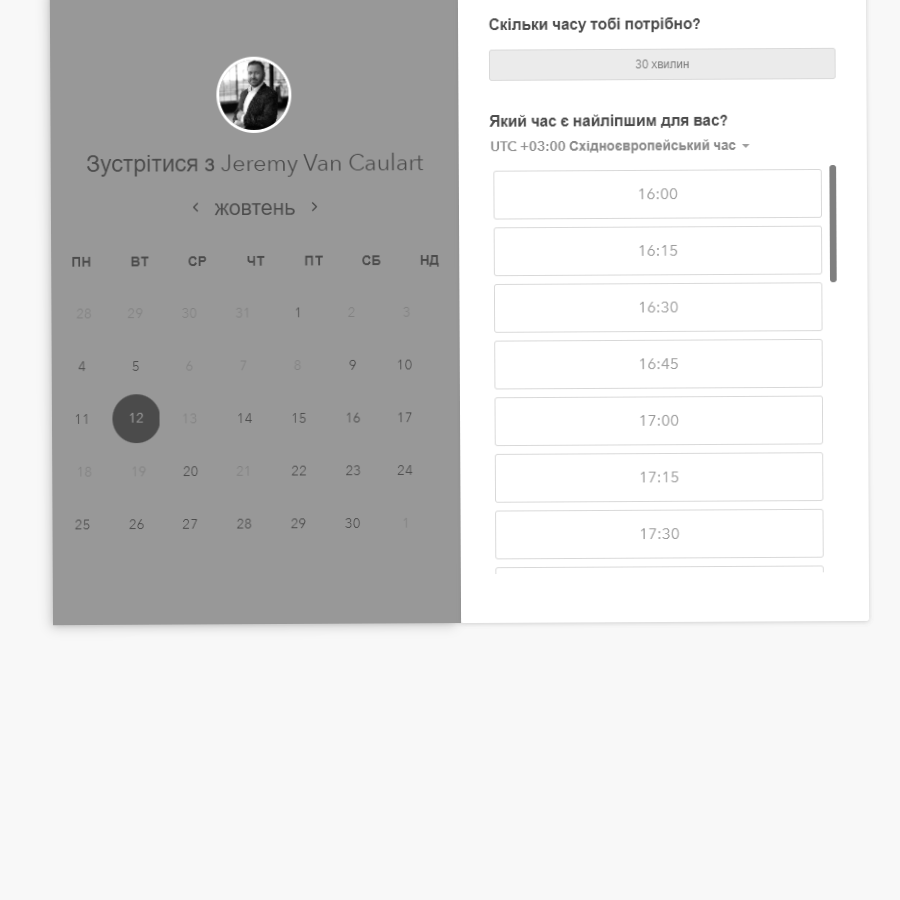 Зустрітися з Jeremy Van Caulart
жовтень
ПН ВТ СР ЧТ ПТ СБ НД
28 29 30 31 1 2 3
4 5 6 7 8 9 10
11 12 13 14 15 16 17
18 19 20 21 22 23 24
25 26 27 28 29 30 1
Скільки часу тобі потрібно?
30 хвилин
Який час є найліпшим для вас?
UTC +03:00 Східноєвропейський час
16:00
16:15
16:30
16:45
17:00
17:15
17:30